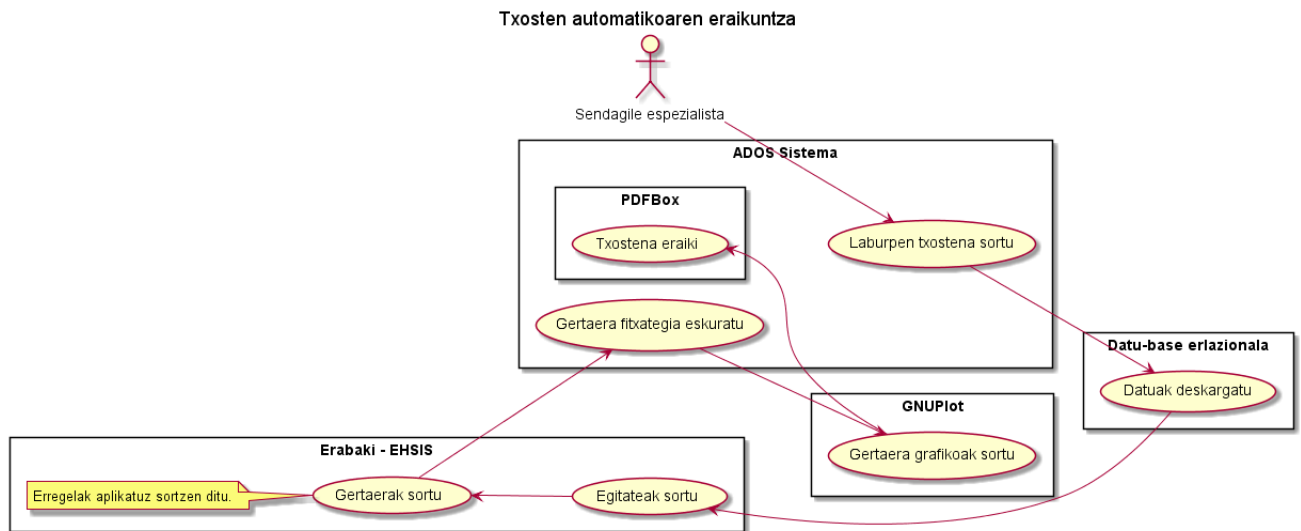 Txosten automatikoaren eraikuntza
Sendagile espezialista
ADOS Sistema
PDFBox
Txostena eraiki
Laburpen txostena sortu
Gertaera fitxategia eskuratu
Datu-base erlazionala
Datuak deskargatu
GNUPlot
Gertaera grafikoak sortu
Erabaki - EHSIS
Erregelak aplikatuz sortzen ditu.
Gertaerak sortu
Egitateak sortu